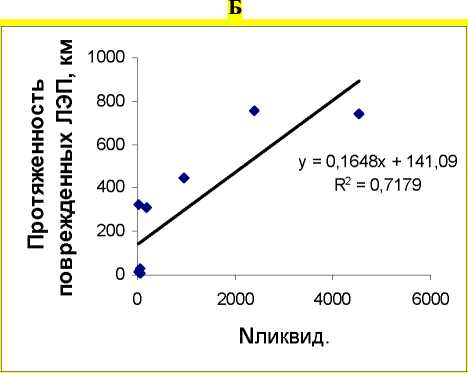 Б
Протяженность
поврежденных ЛЭП, км
1000
800
600
400
200
0
y = 0,1648x + 141,09
R² = 0,7179
0 2000 4000 6000
Nликвид.